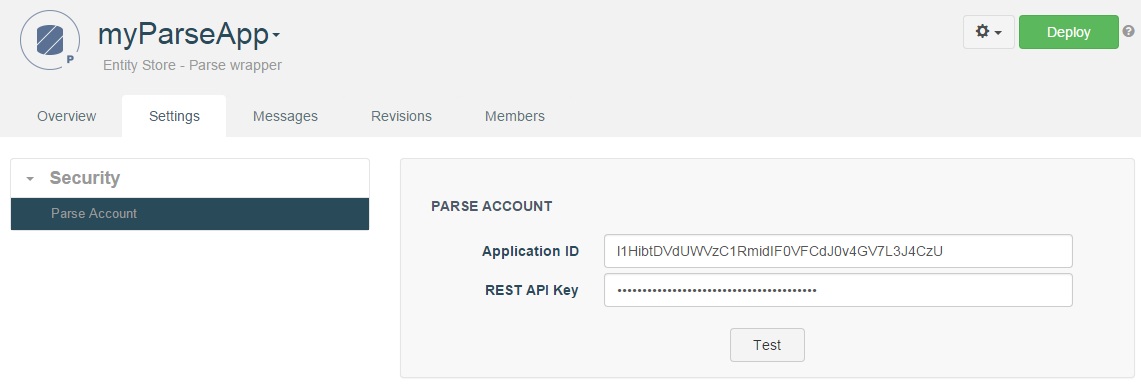 myParseApp
Deploy
?
P
Entity Store - Parse wrapper
Overview Settings Messages Revisions Members
Security
Parse Account
PARSE ACCOUNT
Application ID l1HibtDVdUWVzC1RmidIF0VFCdJ0v4GV7L3J4CzU
REST API Key ••••••••••••••••••••••••••••••••••••••••
Test